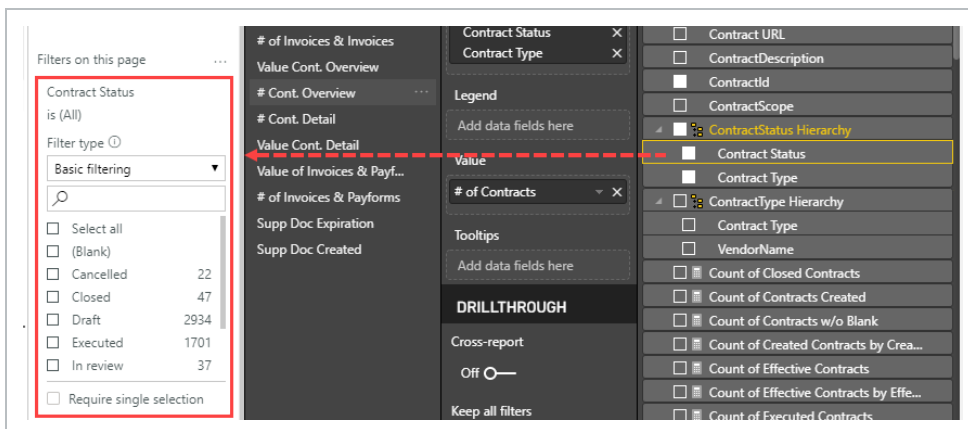 Filters on this page
...
Contract Status
is (All)
Filter type
Basic filtering
Select all
(Blank)
Cancelled 22
Closed 47
Draft 2934
Executed 1701
In review 37
Require single selection
# of Invoices & Invoices
Value Cont. Overview
# Cont. Overview ...
# Cont. Detail
Value Cont. Detail
Value of Invoices & Payf...
# of Invoices & Payforms
Supp Doc Expiration
Supp Doc Created
Contract Status
Contract Type
Legend
Add data fields here
Value
# of Contracts
Tooltips
Add data fields here
DRILLTHROUGH
Cross-report
Off
Keep all filters
Contract URL
ContractDescription
ContractId
ContractScope
ContractStatus Hierarchy
Contract Status
Contract Type
ContractType Hierarchy
Contract Type
VendorName
Count of Closed Contracts
Count of Contracts Created
Count of Contracts w/o Blank
Count of Created Contracts by Crea...
Count of Effective Contracts
Count of Effective Contracts by Effe...
Count of Executed Contracts